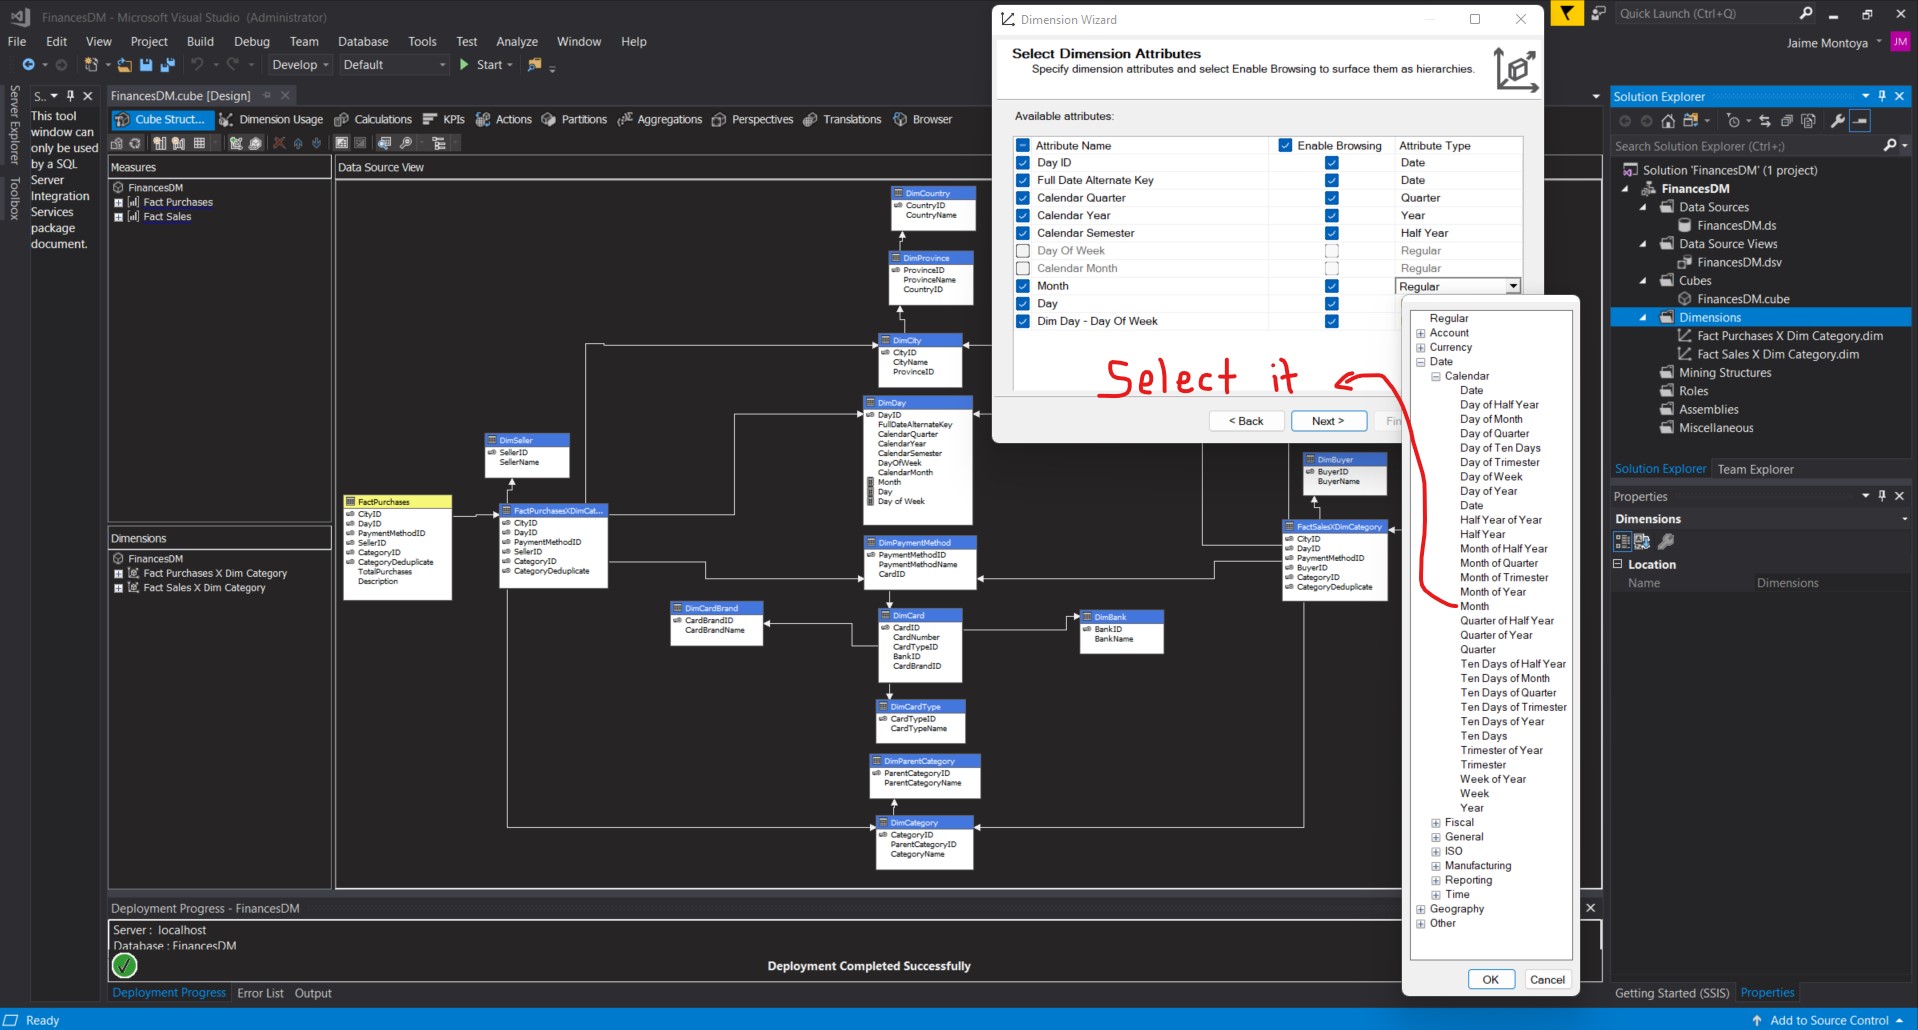 FinancesDM - Microsoft Visual Studio (Administrator)
Quick Launch (Ctrl+Q)
File Edit View Project Build Debug Team Database Tools Test Analyze Window Help
Jaime Montoya JM
Develop Default Start
Server Explorer
Toolbox
S..
This tool
window can
only be used
by a SQL
Server
Integration
Services
package
document.
FinancesDM.cube [Design]
Cube Struct... Dimension Usage Calculations KPIs Actions Partitions Aggregations Perspectives Translations Browser
Measures
FinancesDM
Fact Purchases
Fact Sales
Dimensions
FinancesDM
Fact Purchases X Dim Category
Fact Sales X Dim Category
Data Source View
DimCountry
CountryID
CountryName
DimProvince
ProvinceID
ProvinceName
CountryID
DimCity
CityID
CityName
ProvinceID
DimDay
DayID
FullDateAlternateKey
CalendarQuarter
CalendarYear
CalendarSemester
DayOfWeek
CalendarMonth
Month
Day
Day of Week
DimSeller
SellerID
SellerName
FactPurchases
CityID
DayID
PaymentMethodID
SellerID
CategoryID
CategoryDeduplicate
TotalPurchases
Description
FactPurchasesXDimCat...
CityID
DayID
PaymentMethodID
SellerID
CategoryID
CategoryDeduplicate
DimPaymentMethod
PaymentMethodID
PaymentMethodName
CardID
DimCardBrand
CardBrandID
CardBrandName
DimCard
CardID
CardNumber
CardTypeID
BankID
CardBrandID
DimBank
BankID
BankName
DimCardType
CardTypeID
CardTypeName
DimParentCategory
ParentCategoryID
ParentCategoryName
DimCategory
CategoryID
ParentCategoryID
CategoryName
DimBuyer
BuyerID
BuyerName
FactSalesXDimCategory
CityID
DayID
PaymentMethodID
BuyerID
CategoryID
CategoryDeduplicate
Dimension Wizard
Select Dimension Attributes
Specify dimension attributes and select Enable Browsing to surface them as hierarchies.
Available attributes:
Attribute Name Enable Browsing Attribute Type
Day ID Date
Full Date Alternate Key Date
Calendar Quarter Quarter
Calendar Year Year
Calendar Semester Half Year
Day Of Week Regular
Calendar Month Regular
Month Regular
Day
Dim Day - Day Of Week
Select it
< Back Next > Fin
Regular
Account
Currency
Date
Calendar
Date
Day of Half Year
Day of Month
Day of Quarter
Day of Ten Days
Day of Trimester
Day of Week
Day of Year
Date
Half Year of Year
Half Year
Month of Half Year
Month of Quarter
Month of Trimester
Month of Year
Month
Quarter of Half Year
Quarter of Year
Quarter
Ten Days of Half Year
Ten Days of Month
Ten Days of Quarter
Ten Days of Trimester
Ten Days of Year
Ten Days
Trimester of Year
Trimester
Week of Year
Week
Year
Fiscal
General
ISO
Manufacturing
Reporting
Time
Geography
Other
OK Cancel
Solution Explorer
Search Solution Explorer (Ctrl+;)
Solution 'FinancesDM' (1 project)
FinancesDM
Data Sources
FinancesDM.ds
Data Source Views
FinancesDM.dsv
Cubes
FinancesDM.cube
Dimensions
Fact Purchases X Dim Category.dim
Fact Sales X Dim Category.dim
Mining Structures
Roles
Assemblies
Miscellaneous
Solution Explorer Team Explorer
Properties
Dimensions
Location
Name Dimensions
Getting Started (SSIS) Properties
Deployment Progress - FinancesDM
Server : localhost
Database : FinancesDM
Deployment Completed Successfully
Deployment Progress Error List Output
Ready
Add to Source Control